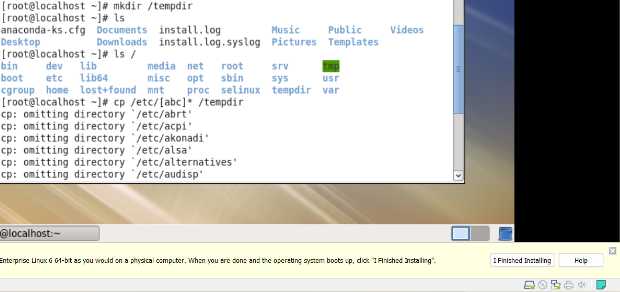 [root@localhost ~]# mkdir /tempdir
[root@localhost ~]# ls
anaconda-ks.cfg Documents install.log Music Public Videos
Desktop Downloads install.log.syslog Pictures Templates
[root@localhost ~]# ls /
bin dev lib media net root srv tmp
boot etc lib64 misc opt sbin sys usr
cgroup home lost+found mnt proc selinux tempdir var
[root@localhost ~]# cp /etc/[abc]* /tempdir
cp: omitting directory `/etc/abrt'
cp: omitting directory `/etc/acpi'
cp: omitting directory `/etc/akonadi'
cp: omitting directory `/etc/alsa'
cp: omitting directory `/etc/alternatives'
cp: omitting directory `/etc/audisp'
@localhost:~
Enterprise Linux 6 64-bit as you would on a physical computer. When you are done and the operating system boots up, click "I Finished Installing".
I Finished Installing
Help